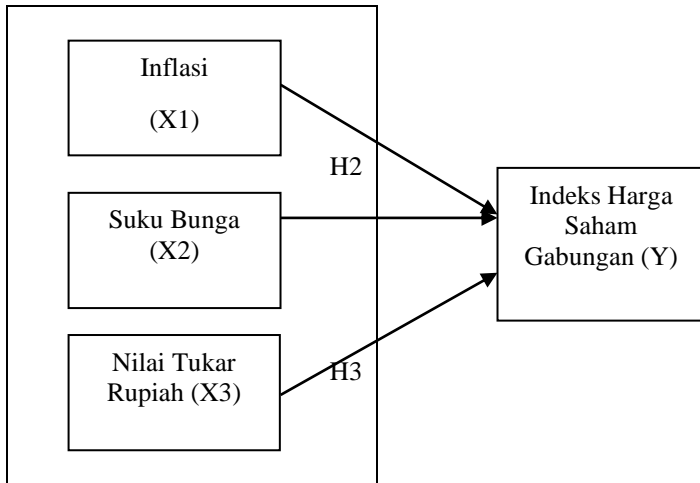 Inflasi
(X1)
H2
Suku Bunga
(X2)
Indeks Harga
Saham
Gabungan (Y)
Nilai Tukar
Rupiah (X3)
H3